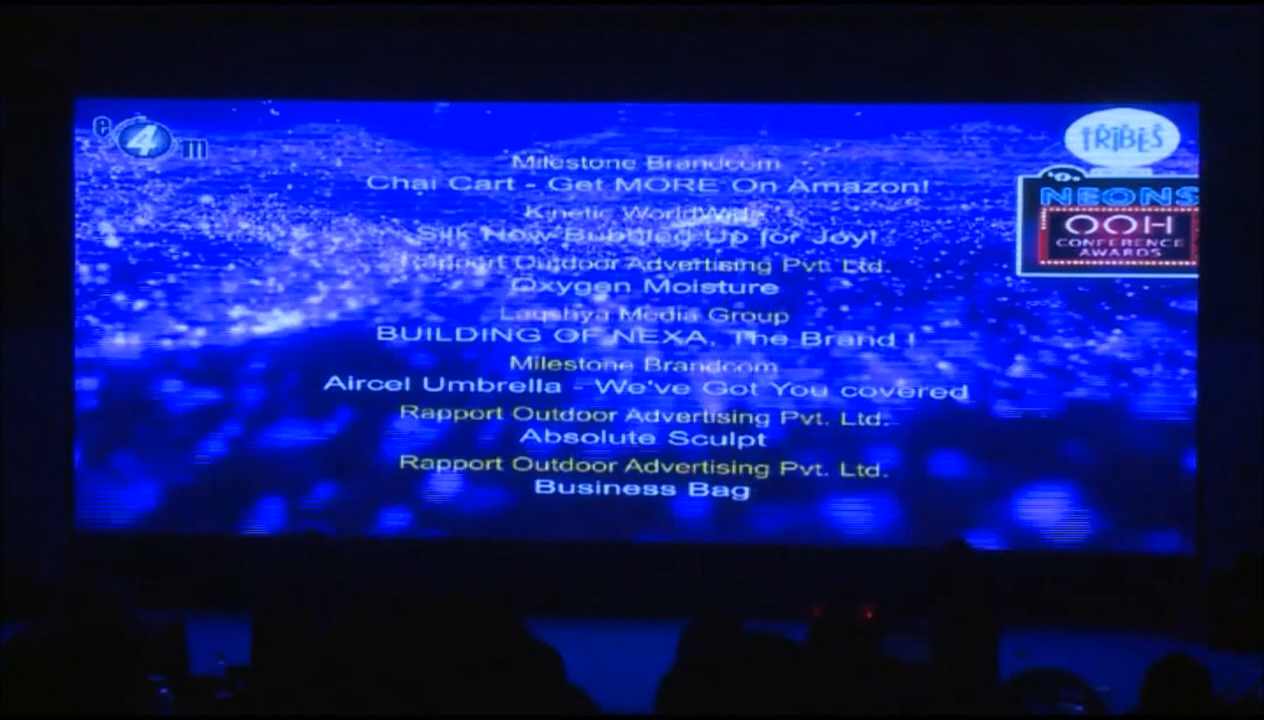 e4m
TRIBES
Milestone Brandcom
Chai Cart - Get MORE On Amazon!
NEONS
OOH
CONFERENCE
AWARDS
Kinetic WorldWide
Silk Now Bubbled Up for Joy!
Rapport Outdoor Advertising Pvt. Ltd.
Oxygen Moisture
Laqshya Media Group
BUILDING OF NEXA, The Brand !
Milestone Brandcom
Aircel Umbrella - We've Got You covered
Rapport Outdoor Advertising Pvt. Ltd.
Absolute Sculpt
Rapport Outdoor Advertising Pvt. Ltd.
Business Bag